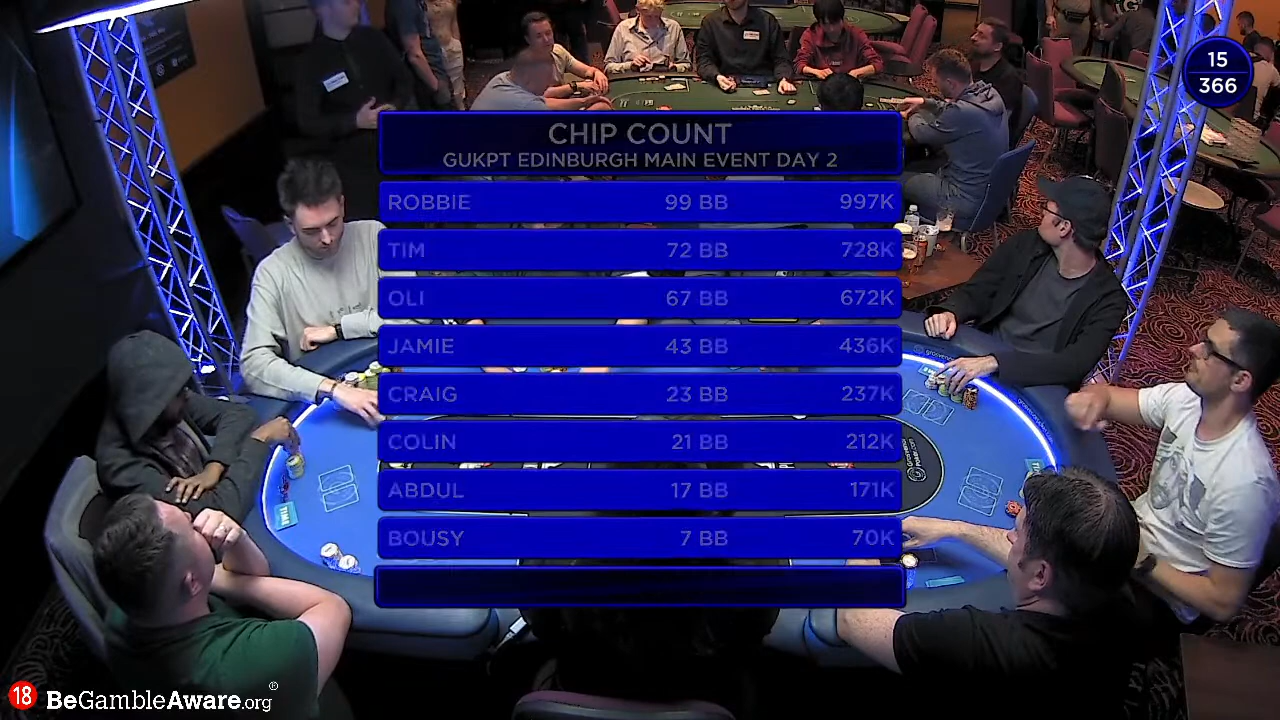 15
366
CHIP COUNT
GUKPT EDINBURGH MAIN EVENT DAY 2
ROBBIE 99 BB 997K
TIM 72 BB 728K
OLI 67 BB 672K
JAMIE 43 BB 436K
CRAIG 23 BB 237K
COLIN 21 BB 212K
ABDUL 17 BB 171K
BOUSY 7 BB 70K
TIME
18 BeGambleAware.org®